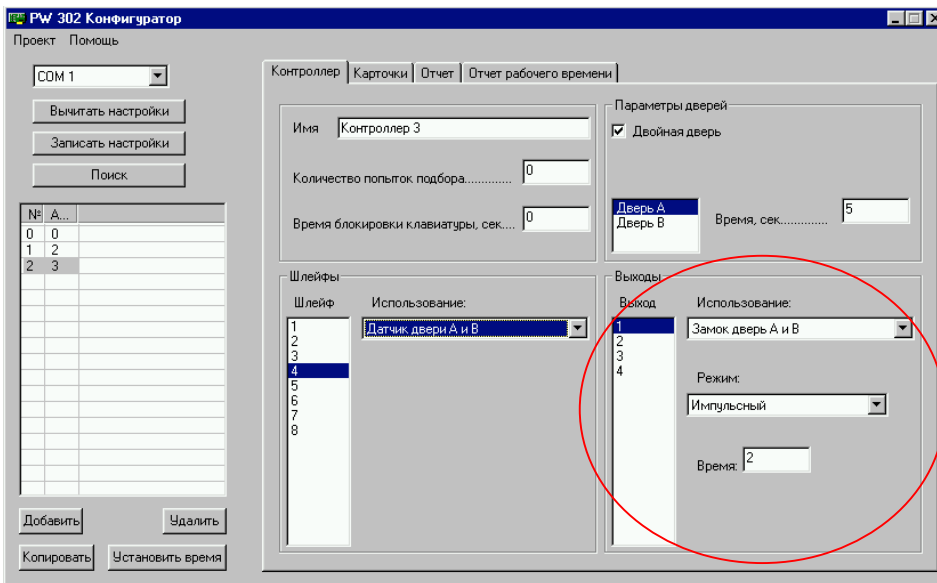 PW 302 Конфигуратор
Проект Помощь
COM 1
Вычитать настройки
Записать настройки
Поиск
№ А...
0 0
1 2
2 3
Добавить Удалить
Копировать Установить время
Контроллер Карточки Отчет Отчет рабочего времени
Имя Контроллер 3
Количество попыток подбора.............. 0
Время блокировки клавиатуры, сек.... 0
Параметры дверей
Двойная дверь
Дверь А
Дверь В
Время, сек.............. 5
Шлейфы
Шлейф Использование:
1 Датчик двери А и В
2
3
4
5
6
7
8
Выходы
Выход Использование:
1 Замок дверь А и В
2
3
4
Режим:
Импульсный
Время: 2